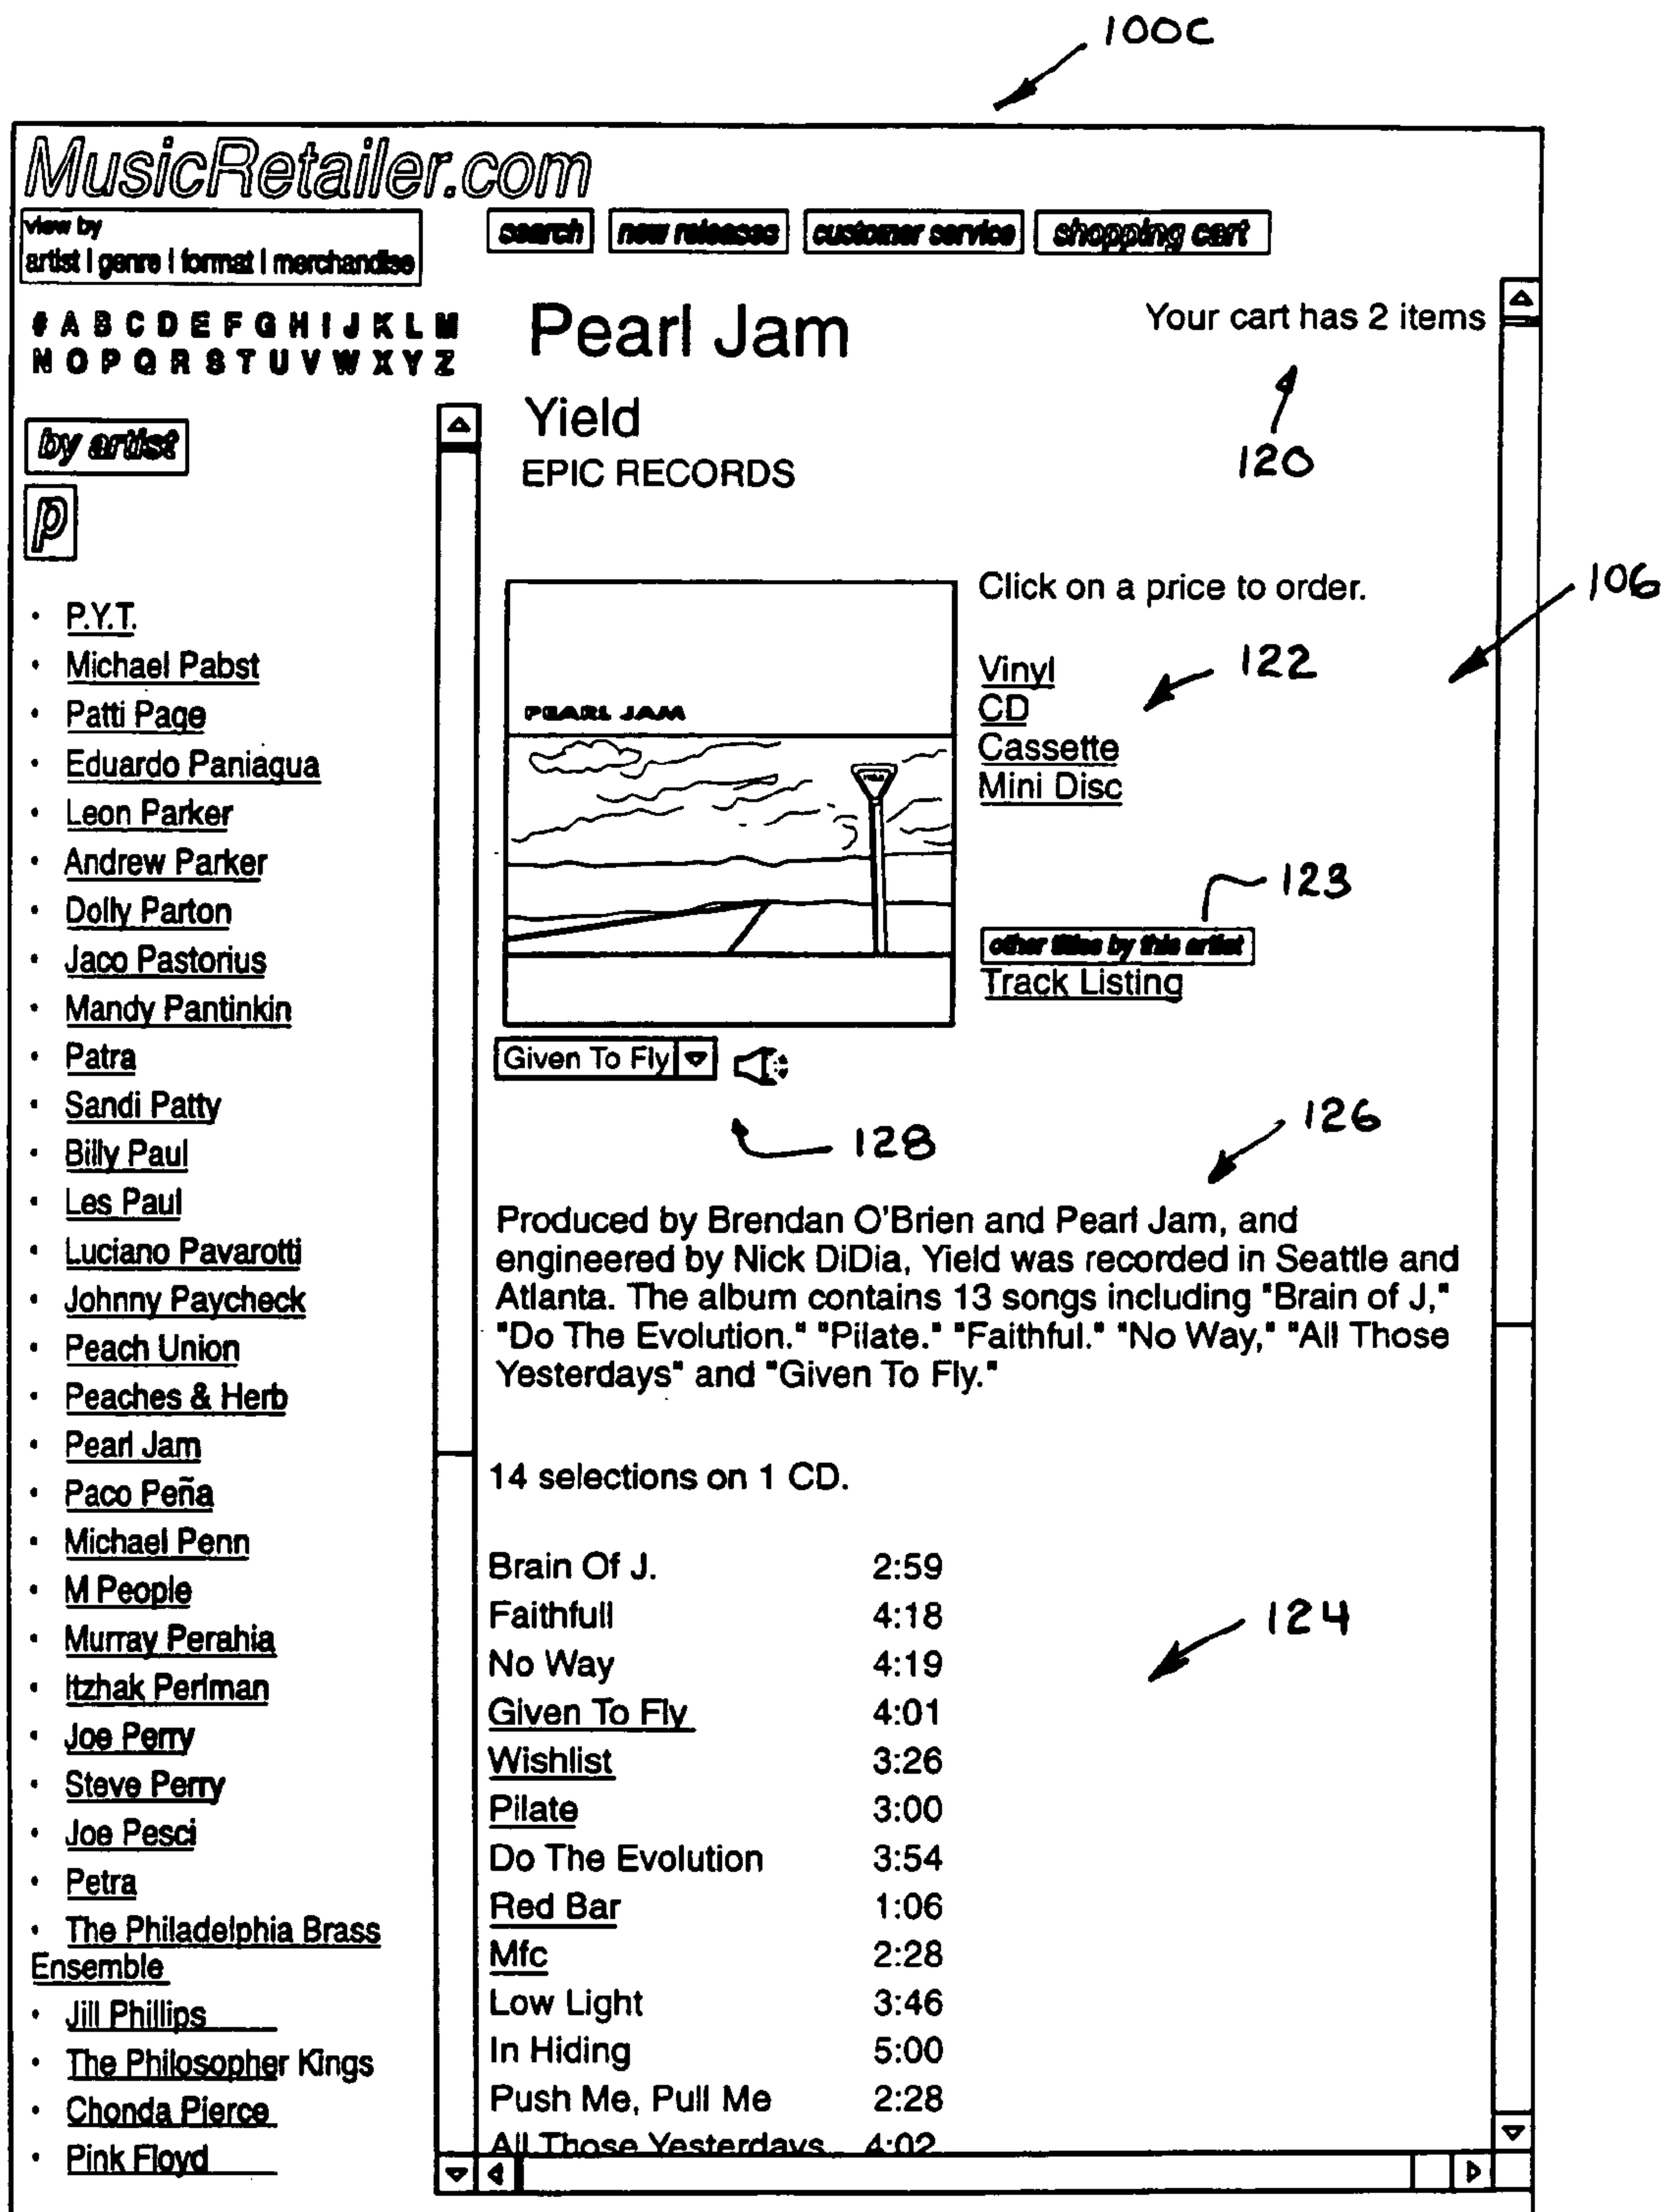 100C
MusicRetailer.com
view by
artist | genre | format | merchandise
search new releases customer service shopping cart
# A B C D E F G H I J K L M
N O P Q R S T U V W X Y Z
by artist
p
· P.Y.T.
· Michael Pabst
· Patti Page
· Eduardo Paniagua
· Leon Parker
· Andrew Parker
· Dolly Parton
· Jaco Pastorius
· Mandy Pantinkin
· Patra
· Sandi Patty
· Billy Paul
· Les Paul
· Luciano Pavarotti
· Johnny Paycheck
· Peach Union
· Peaches & Herb
· Pearl Jam
· Paco Peña
· Michael Penn
· M People
· Murray Perahia
· Itzhak Perlman
· Joe Perry
· Steve Perry
· Joe Pesci
· Petra
· The Philadelphia Brass
Ensemble
· Jill Phillips
· The Philosopher Kings
· Chonda Pierce
· Pink Floyd
Pearl Jam
Your cart has 2 items
120
Yield
EPIC RECORDS
106
PEARL JAM
Click on a price to order.
Vinyl
CD
Cassette
Mini Disc
122
123
other titles by this artist
Track Listing
Given To Fly
128
126
Produced by Brendan O'Brien and Pearl Jam, and
engineered by Nick DiDia, Yield was recorded in Seattle and
Atlanta. The album contains 13 songs including "Brain of J,"
"Do The Evolution." "Pilate." "Faithful." "No Way," "All Those
Yesterdays" and "Given To Fly."
14 selections on 1 CD.
Brain Of J. 2:59
Faithfull 4:18
No Way 4:19
Given To Fly 4:01
Wishlist 3:26
Pilate 3:00
Do The Evolution 3:54
Red Bar 1:06
Mfc 2:28
Low Light 3:46
In Hiding 5:00
Push Me, Pull Me 2:28
All Those Yesterdays 4:02
124